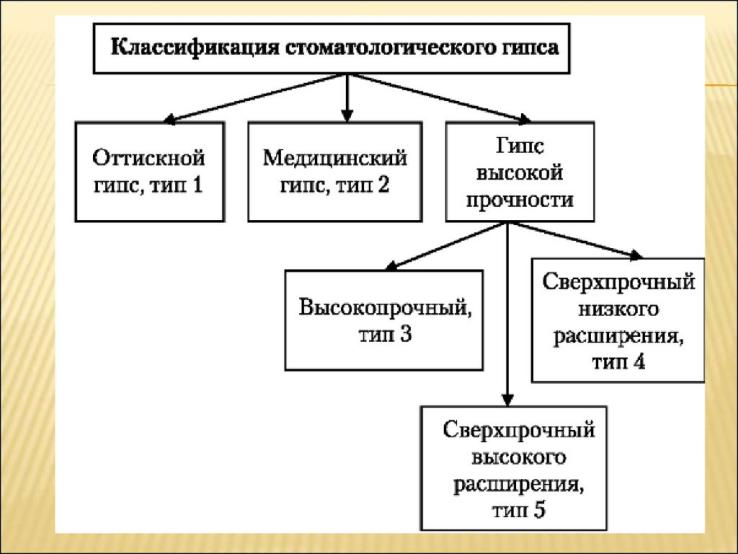 Классификация стоматологического гипса
Оттискной
гипс, тип 1
Медицинский
гипс, тип 2
Гипс
высокой
прочности
Высокопрочный,
тип 3
Сверхпрочный
низкого
расширения,
тип 4
Сверхпрочный
высокого
расширения,
тип 5